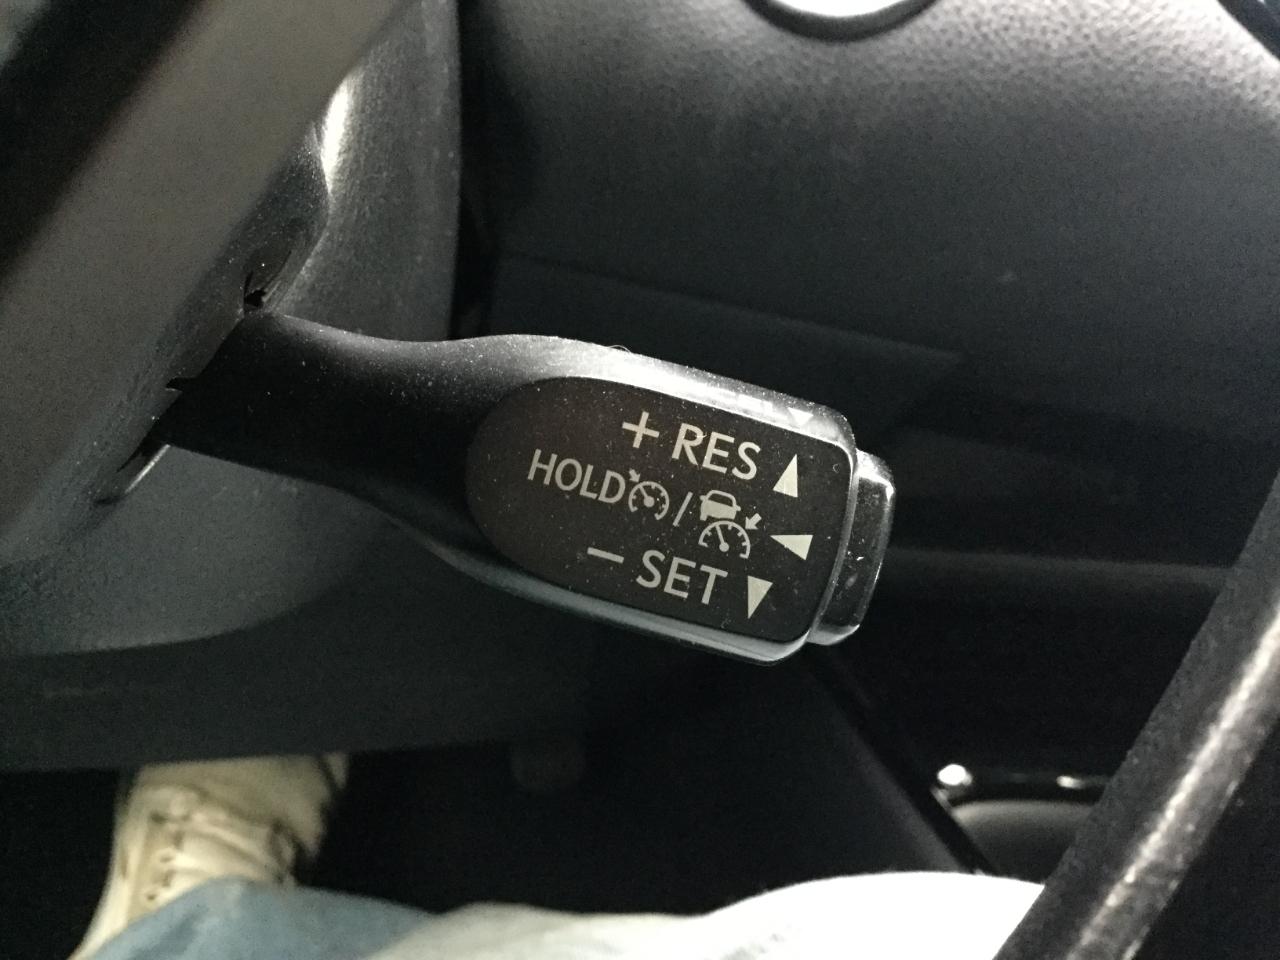 + RES
HOLD /
− SET